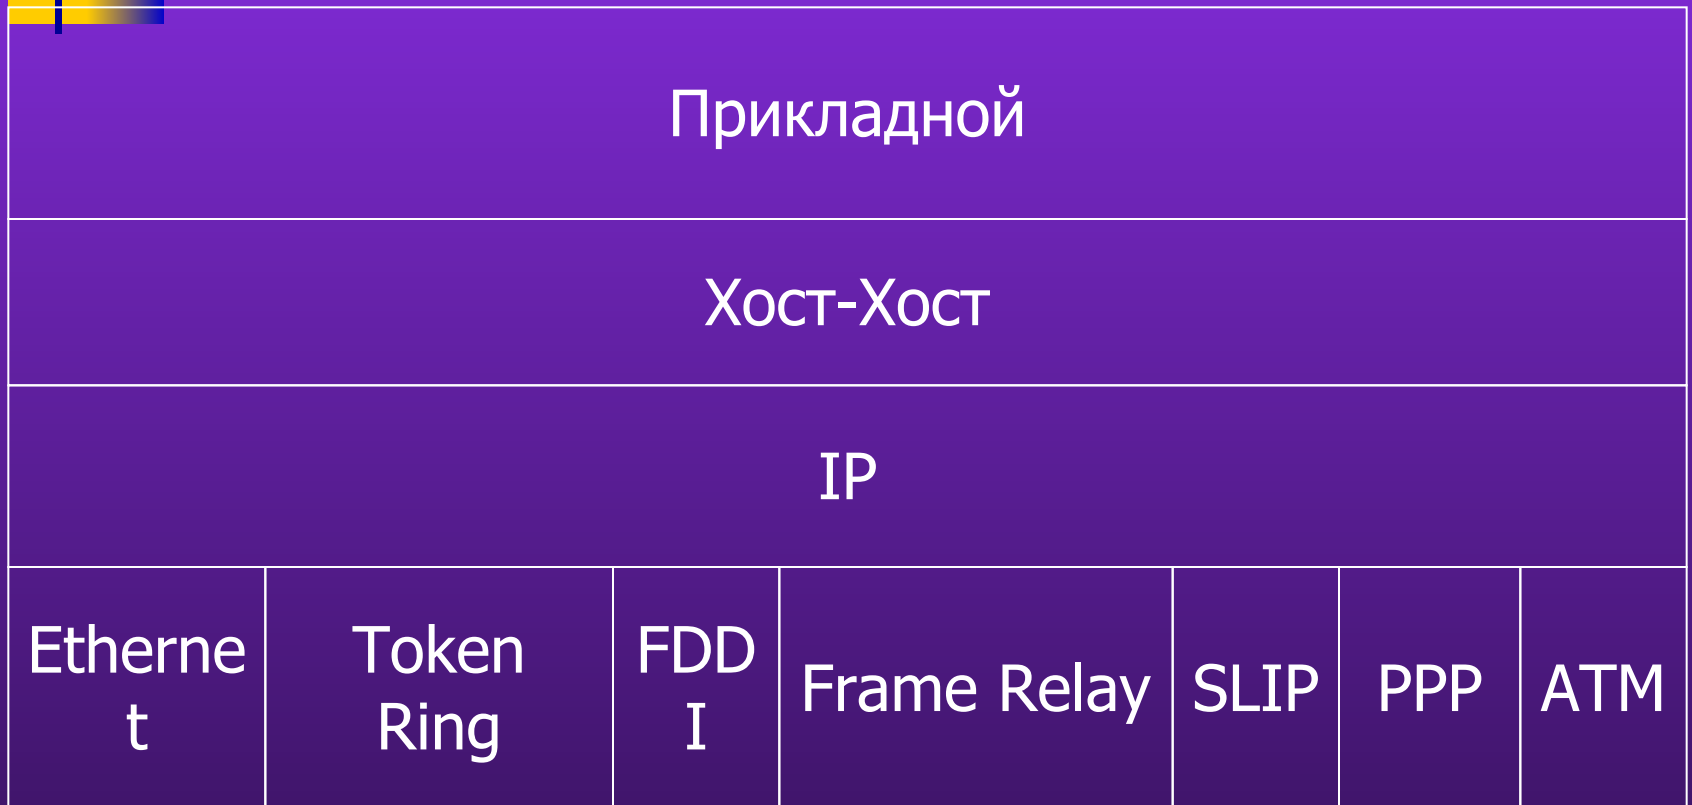 Прикладной
Хост-Хост
IP
Etherne
t
Token
Ring
FDD
I
Frame Relay
SLIP
PPP
ATM